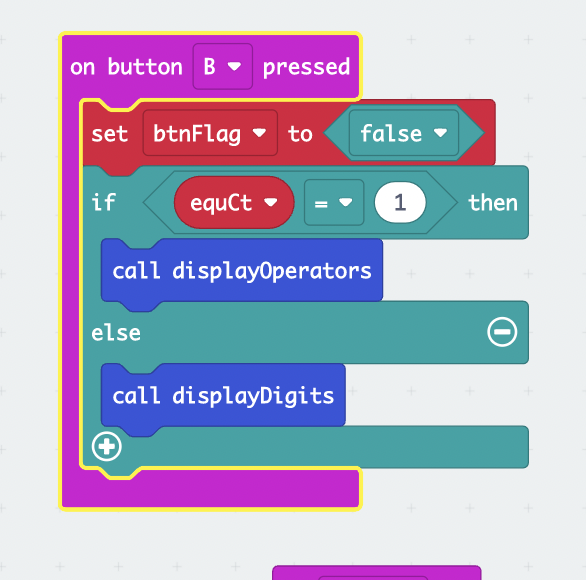 on button B pressed
set btnFlag to false
if equCt = 1 then
call displayOperators
else
call displayDigits